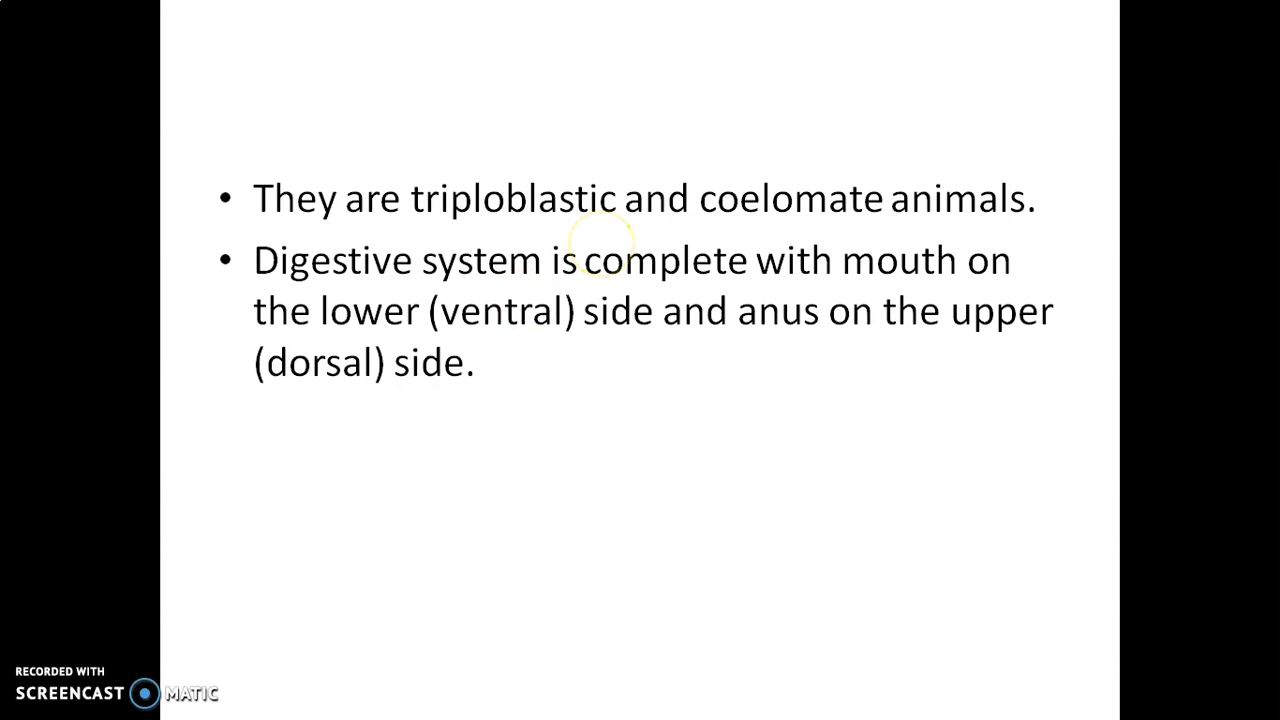 • They are triploblastic and coelomate animals.
• Digestive system is complete with mouth on
the lower (ventral) side and anus on the upper
(dorsal) side.
RECORDED WITH
SCREENCAST MATIC